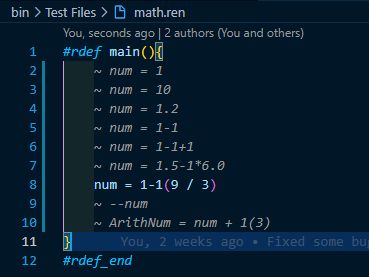 bin > Test Files > math.ren
You, seconds ago | 2 authors (You and others)
1 #rdef main(){
2 ~ num = 1
3 ~ num = 10
4 ~ num = 1.2
5 ~ num = 1-1
6 ~ num = 1-1+1
7 ~ num = 1.5-1*6.0
8 num = 1-1(9 / 3)
9 ~ --num
10 ~ ArithNum = num + 1(3)
11 } You, 2 weeks ago • Fixed some bug
12 #rdef_end